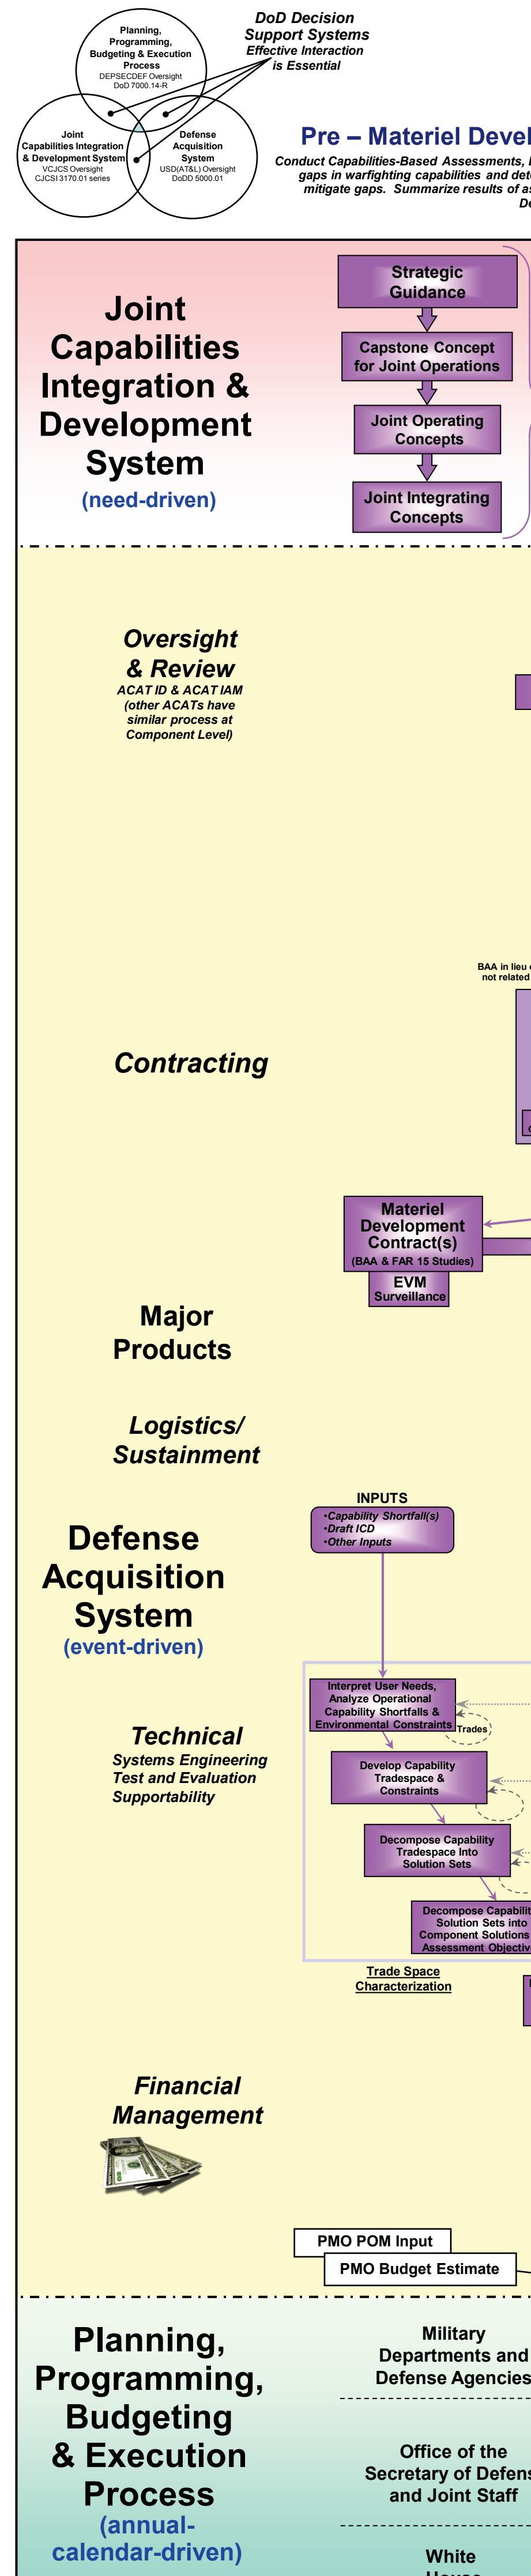 Planning,
Programming,
Budgeting & Execution
Process
DEPSECDEF Oversight
DoD 7000.14-R
Joint
Capabilities Integration
& Development System
VCJCS Oversight
CJCSI 3170.01 series
Defense
Acquisition
System
USD(AT&L) Oversight
DoDD 5000.01
DoD Decision
Support Systems
Effective Interaction
is Essential
Pre – Materiel Devel
Conduct Capabilities-Based Assessments,
gaps in warfighting capabilities and det
mitigate gaps. Summarize results of as
De
Joint
Capabilities
Integration &
Development
System
(need-driven)
Strategic
Guidance
Capstone Concept
for Joint Operations
Joint Operating
Concepts
Joint Integrating
Concepts
Oversight
& Review
ACAT ID & ACAT IAM
(other ACATs have
similar process at
Component Level)
BAA in lieu
not related
Contracting
Materiel
Development
Contract(s)
(BAA & FAR 15 Studies)
EVM
Surveillance
Major
Products
Logistics/
Sustainment
INPUTS
•Capability Shortfall(s)
•Draft ICD
•Other Inputs
Defense
Acquisition
System
(event-driven)
Interpret User Needs,
Analyze Operational
Capability Shortfalls &
Environmental Constraints
Trades
Technical
Systems Engineering
Test and Evaluation
Supportability
Develop Capability
Tradespace &
Constraints
Decompose Capability
Tradespace Into
Solution Sets
Decompose Capabilit
Solution Sets into
Component Solutions
Assessment Objectiv
Trade Space
Characterization
Financial
Management
PMO POM Input
PMO Budget Estimate
Planning,
Programming,
Budgeting
& Execution
Process
(annual-
calendar-driven)
Military
Departments and
Defense Agencies
Office of the
Secretary of Defens
and Joint Staff
White
House